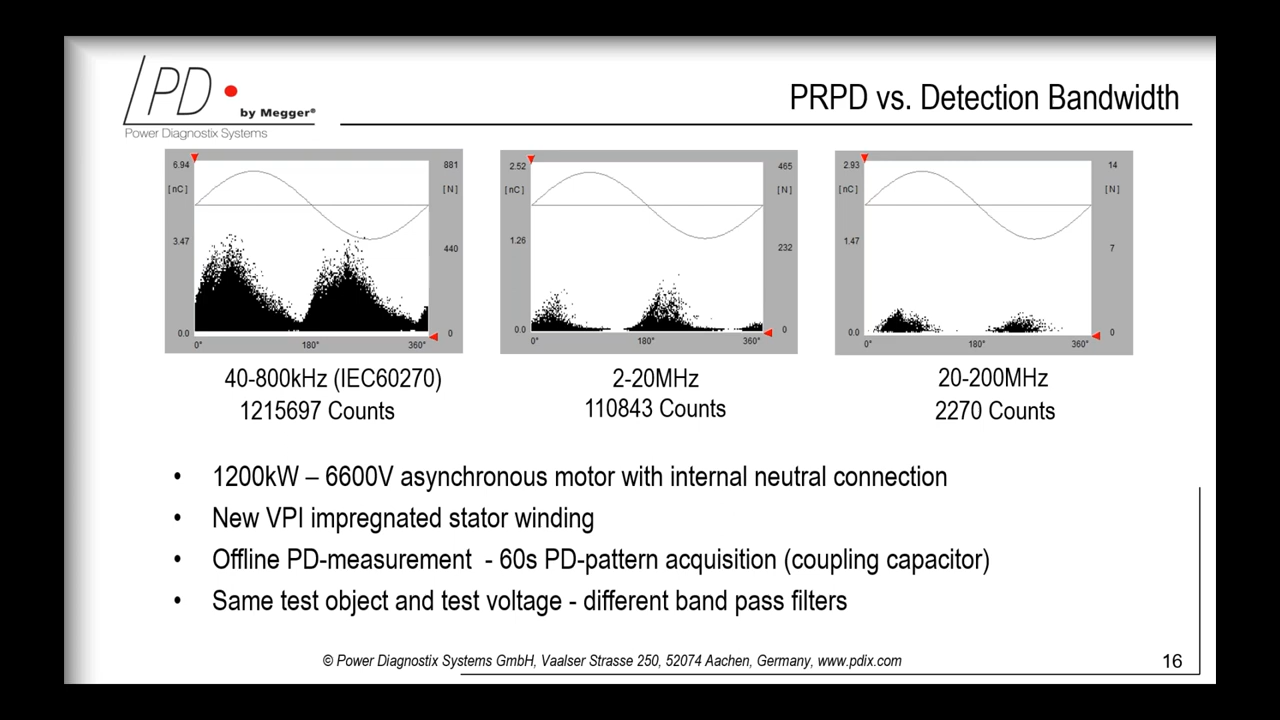 PD
by Megger®
Power Diagnostix Systems
PRPD vs. Detection Bandwidth
6.94 881
[nC] [N]
3.47 440
0.0 0
0° 180° 360°
2.52 465
[nC] [N]
1.26 232
0.0 0
0° 180° 360°
2.93 14
[nC] [N]
1.47 7
0.0 0
0° 180° 360°
40-800kHz (IEC60270)
1215697 Counts
2-20MHz
110843 Counts
20-200MHz
2270 Counts
• 1200kW – 6600V asynchronous motor with internal neutral connection
• New VPI impregnated stator winding
• Offline PD-measurement - 60s PD-pattern acquisition (coupling capacitor)
• Same test object and test voltage - different band pass filters
© Power Diagnostix Systems GmbH, Vaalser Strasse 250, 52074 Aachen, Germany, www.pdix.com
16